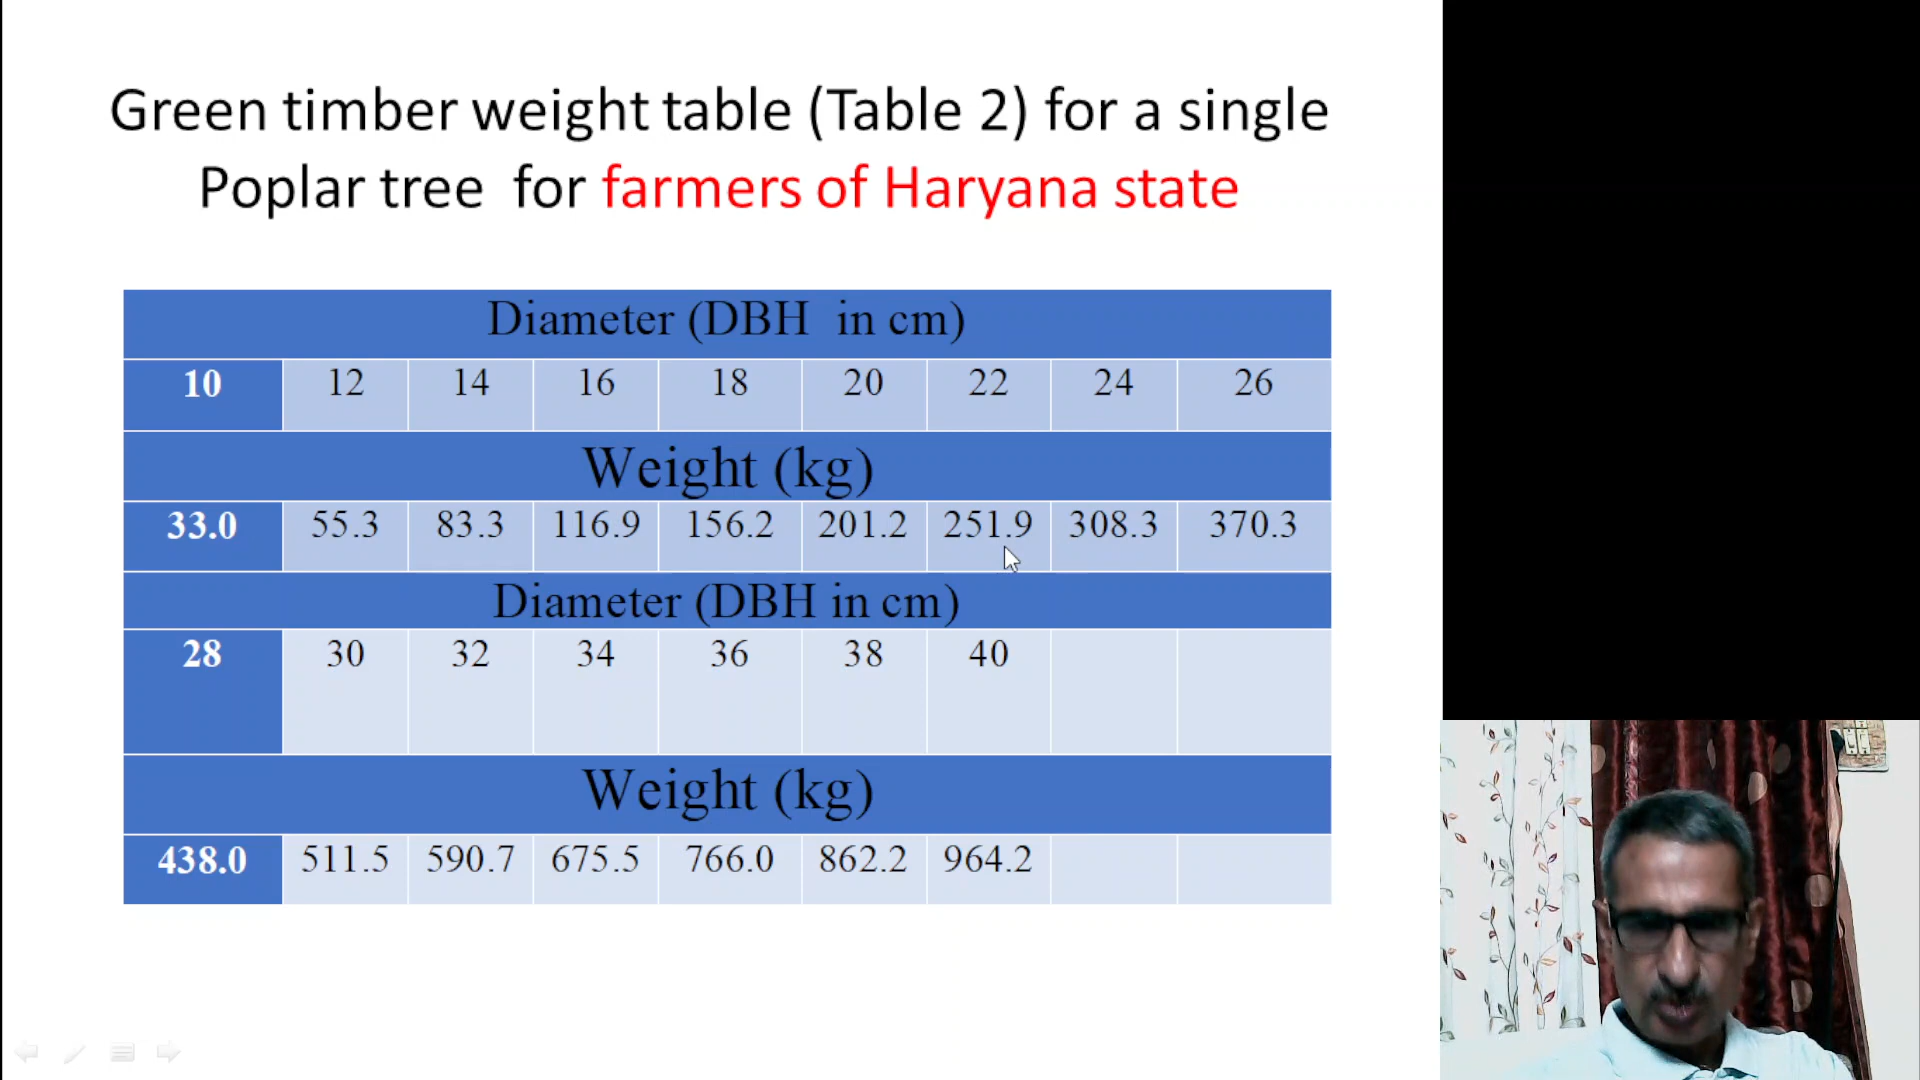 Green timber weight table (Table 2) for a single
Poplar tree for farmers of Haryana state
Diameter (DBH in cm)
10 12 14 16 18 20 22 24 26
Weight (kg)
33.0 55.3 83.3 116.9 156.2 201.2 251.9 308.3 370.3
Diameter (DBH in cm)
28 30 32 34 36 38 40
Weight (kg)
438.0 511.5 590.7 675.5 766.0 862.2 964.2